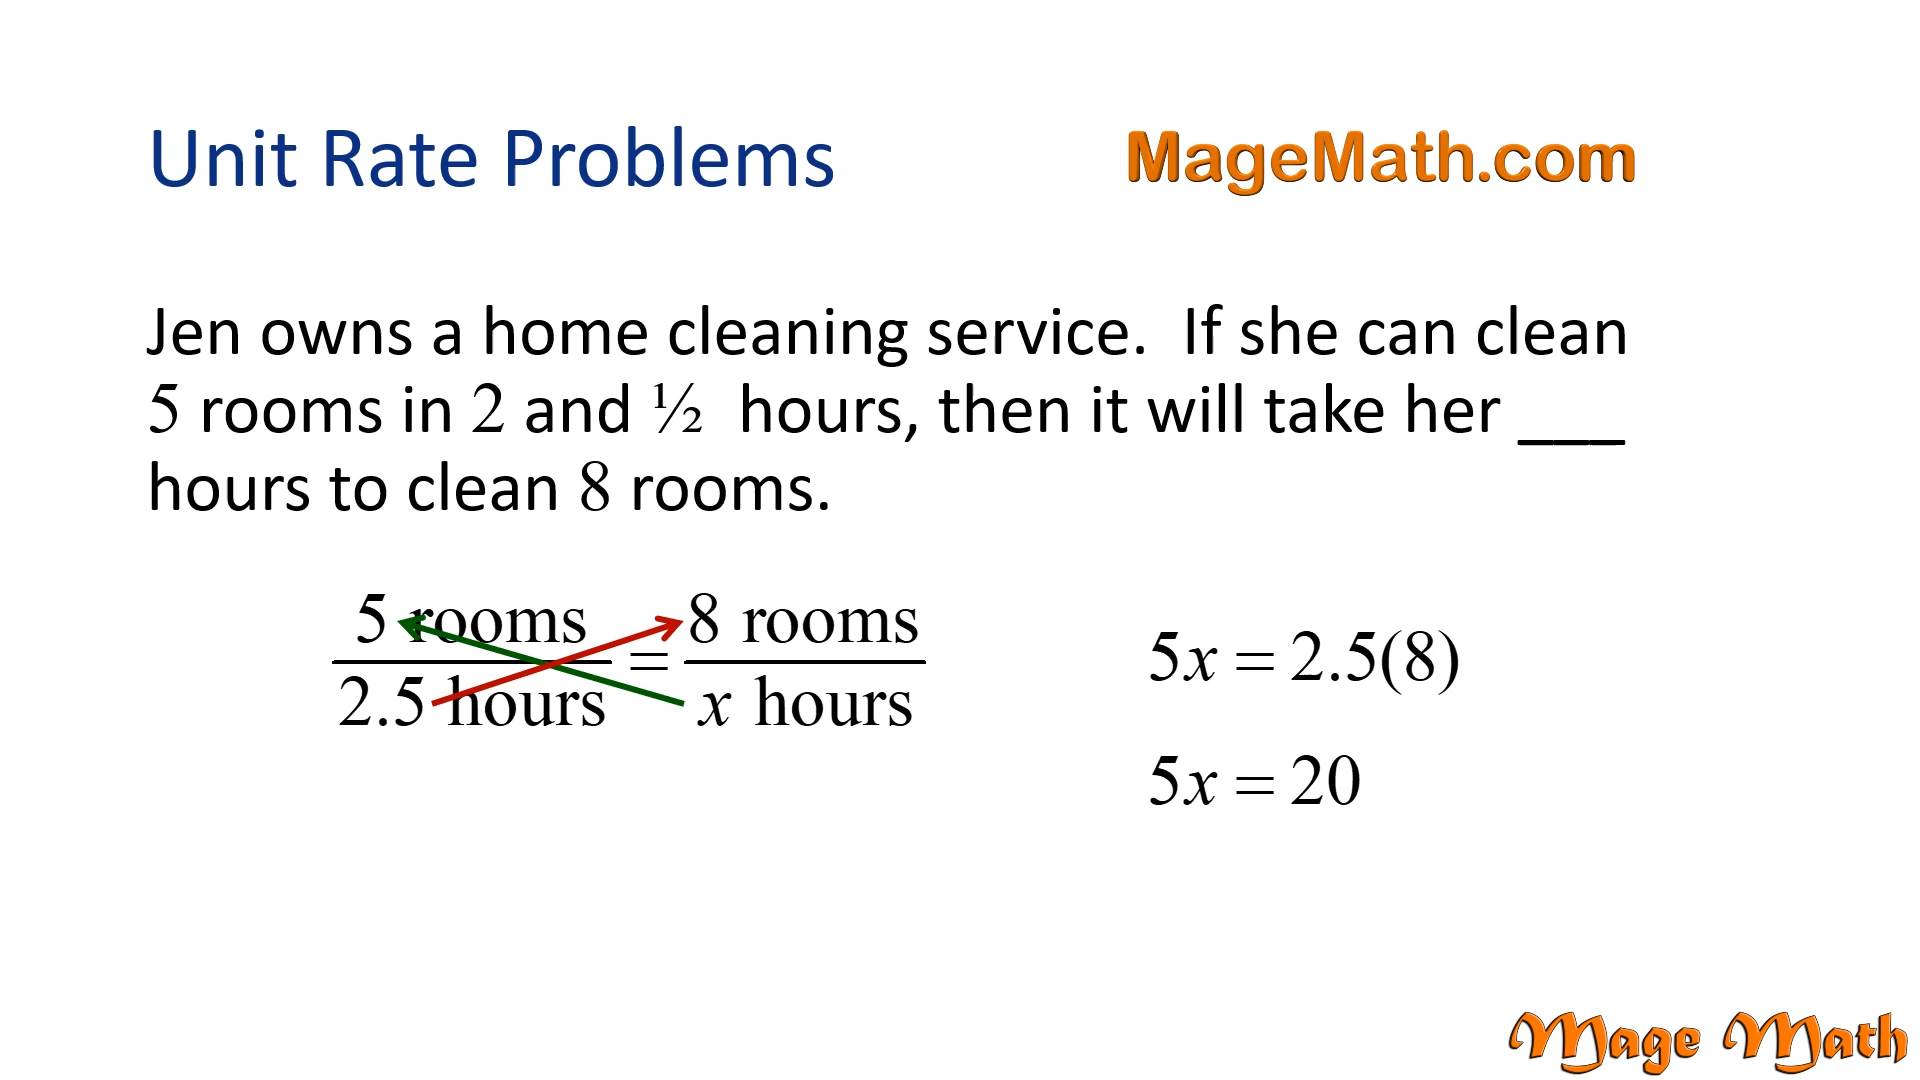 Unit Rate Problems
MageMath.com
Jen owns a home cleaning service.  If she can clean
5 rooms in 2 and ½  hours, then it will take her ___
hours to clean 8 rooms.
5 rooms / 2.5 hours = 8 rooms / x hours
5x = 2.5(8)
5x = 20
Mage Math